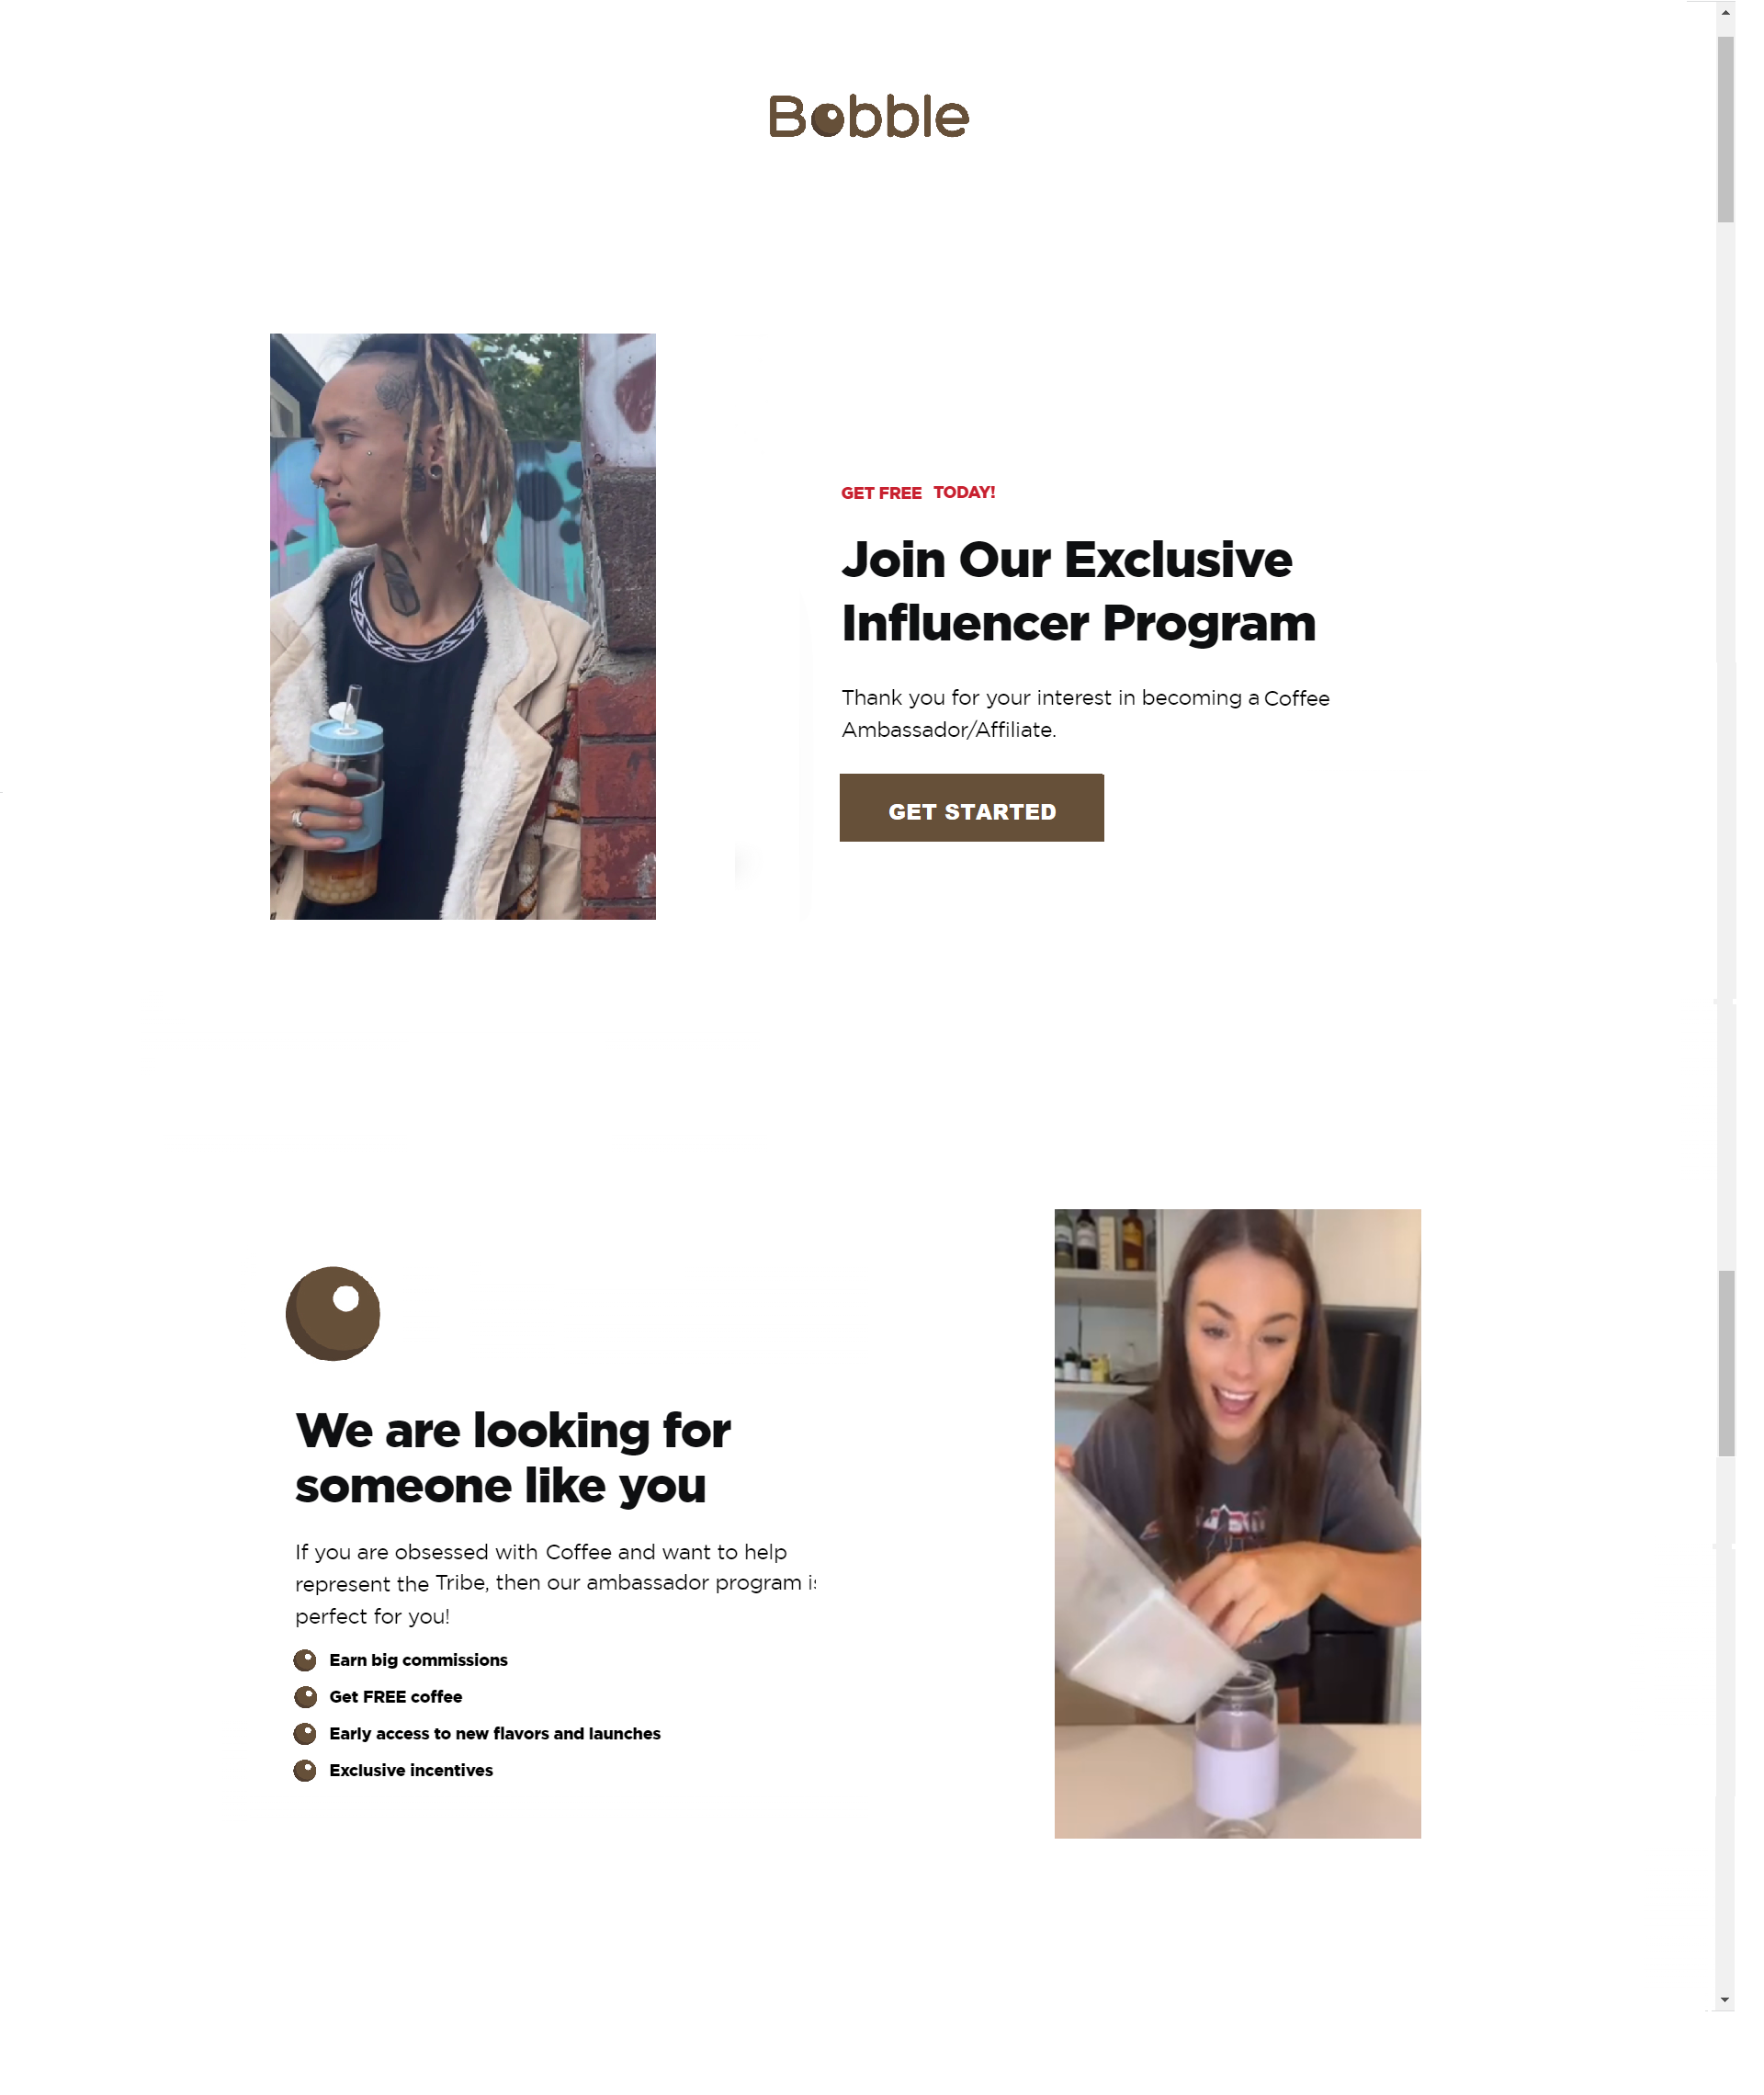 Bobble
GET FREE TODAY!
Join Our Exclusive
Influencer Program
Thank you for your interest in becoming a Coffee
Ambassador/Affiliate.
GET STARTED
We are looking for
someone like you
If you are obsessed with Coffee and want to help
represent the Tribe, then our ambassador program is
perfect for you!
Earn big commissions
Get FREE coffee
Early access to new flavors and launches
Exclusive incentives